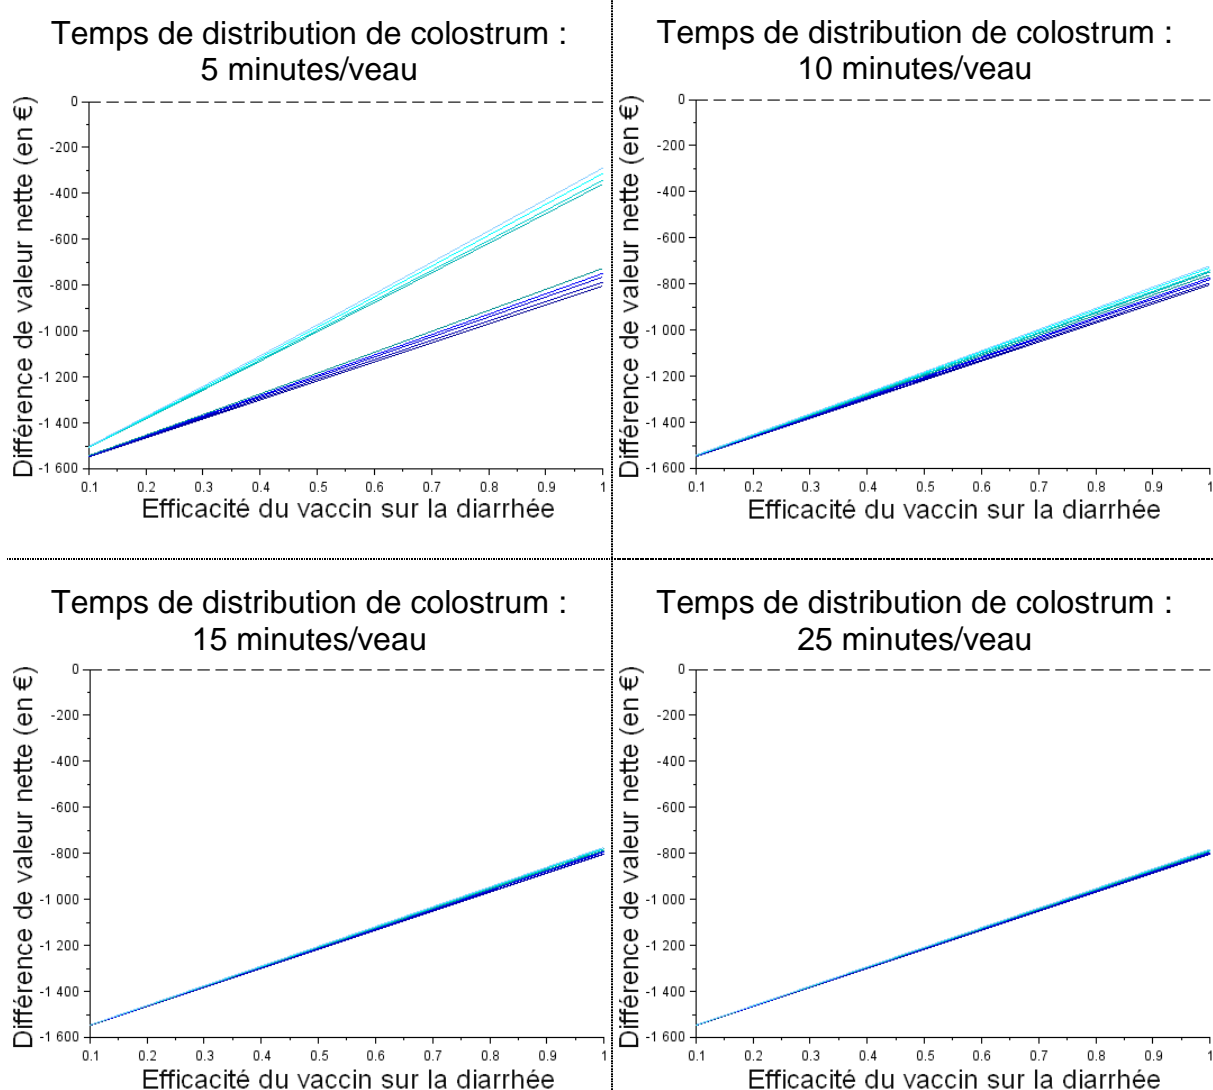 Temps de distribution de colostrum :
5 minutes/veau
Différence de valeur nette (en €)
0
-200
-400
-600
-800
-1 000
-1 200
-1 400
-1 600
0.1 0.2 0.3 0.4 0.5 0.6 0.7 0.8 0.9 1
Efficacité du vaccin sur la diarrhée
Temps de distribution de colostrum :
10 minutes/veau
Différence de valeur nette (en €)
0
-200
-400
-600
-800
-1 000
-1 200
-1 400
-1 600
0.1 0.2 0.3 0.4 0.5 0.6 0.7 0.8 0.9 1
Efficacité du vaccin sur la diarrhée
Temps de distribution de colostrum :
15 minutes/veau
Différence de valeur nette (en €)
0
-200
-400
-600
-800
-1 000
-1 200
-1 400
-1 600
0.1 0.2 0.3 0.4 0.5 0.6 0.7 0.8 0.9 1
Efficacité du vaccin sur la diarrhée
Temps de distribution de colostrum :
25 minutes/veau
Différence de valeur nette (en €)
0
-200
-400
-600
-800
-1 000
-1 200
-1 400
-1 600
0.1 0.2 0.3 0.4 0.5 0.6 0.7 0.8 0.9 1
Efficacité du vaccin sur la diarrhée